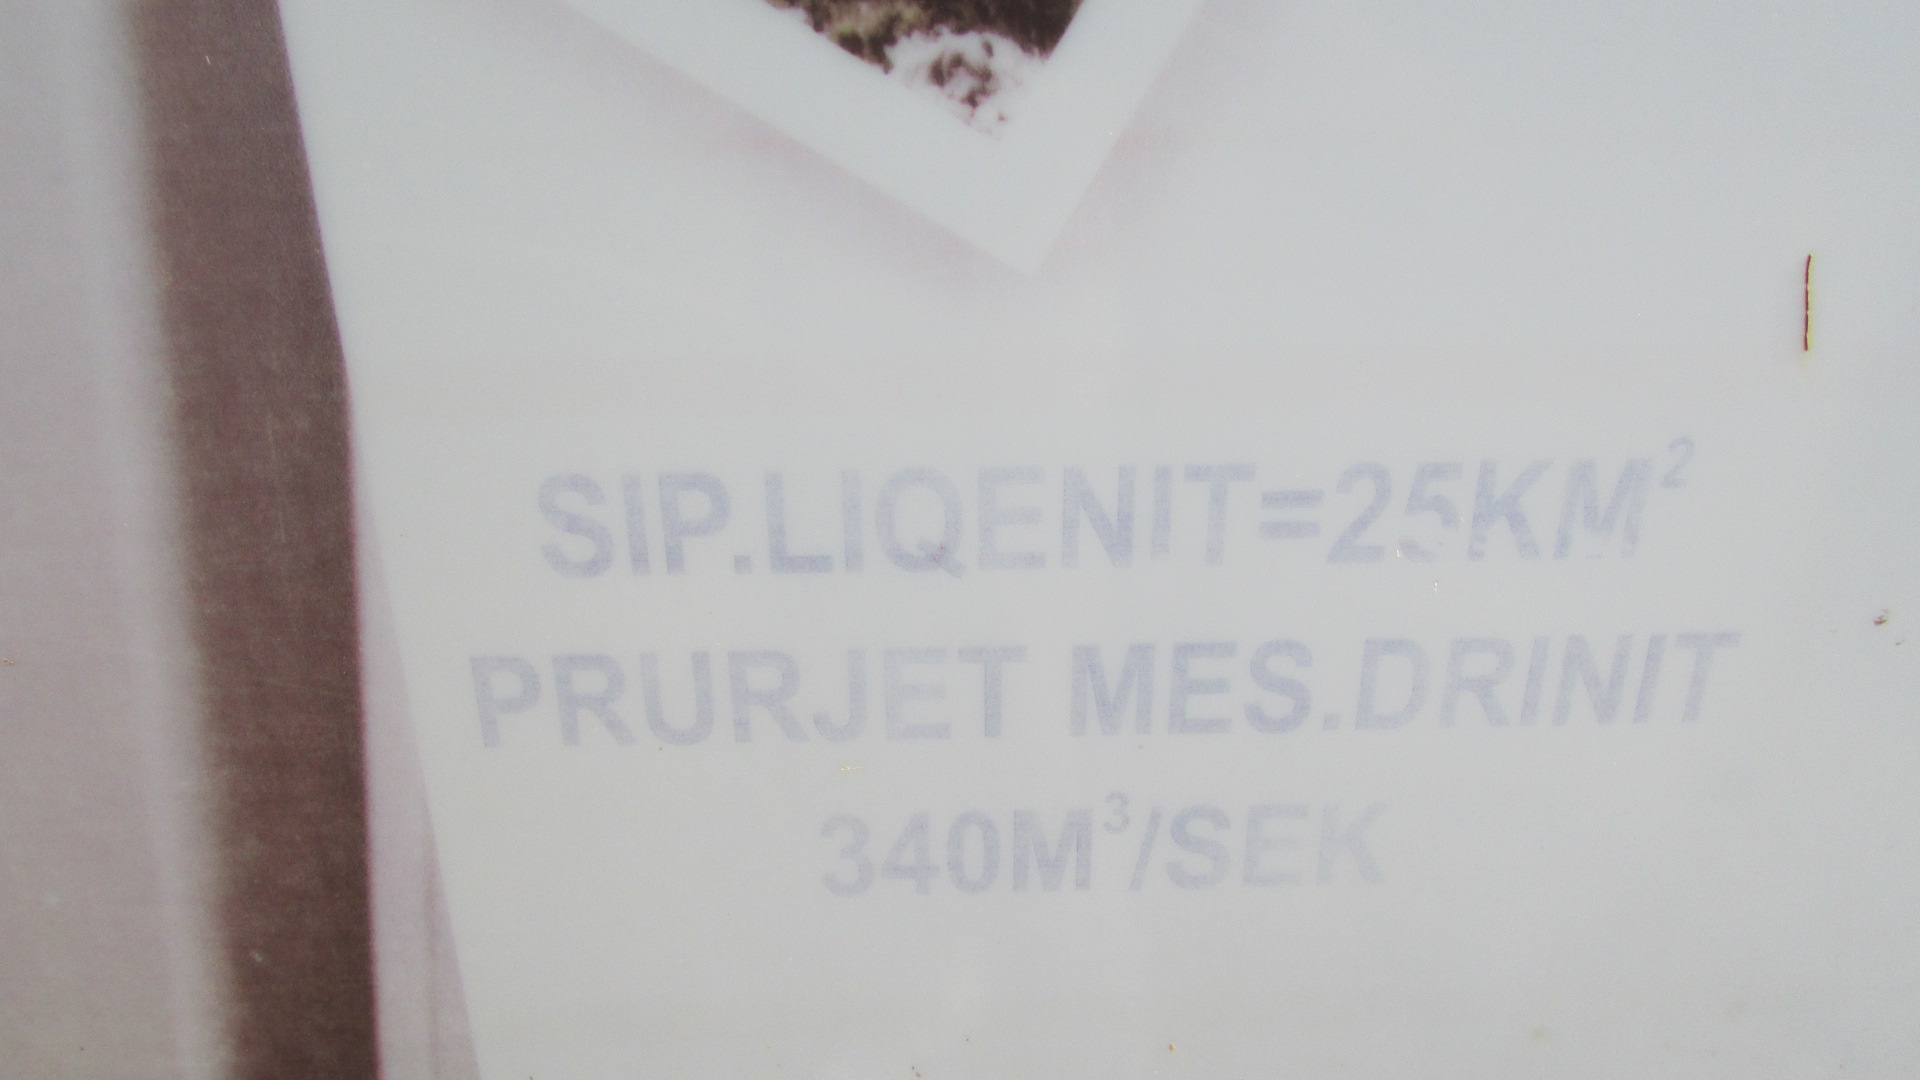 SIP.LIQENIT=25KM²
PRURJET MES.DRINIT
340M³/SEK